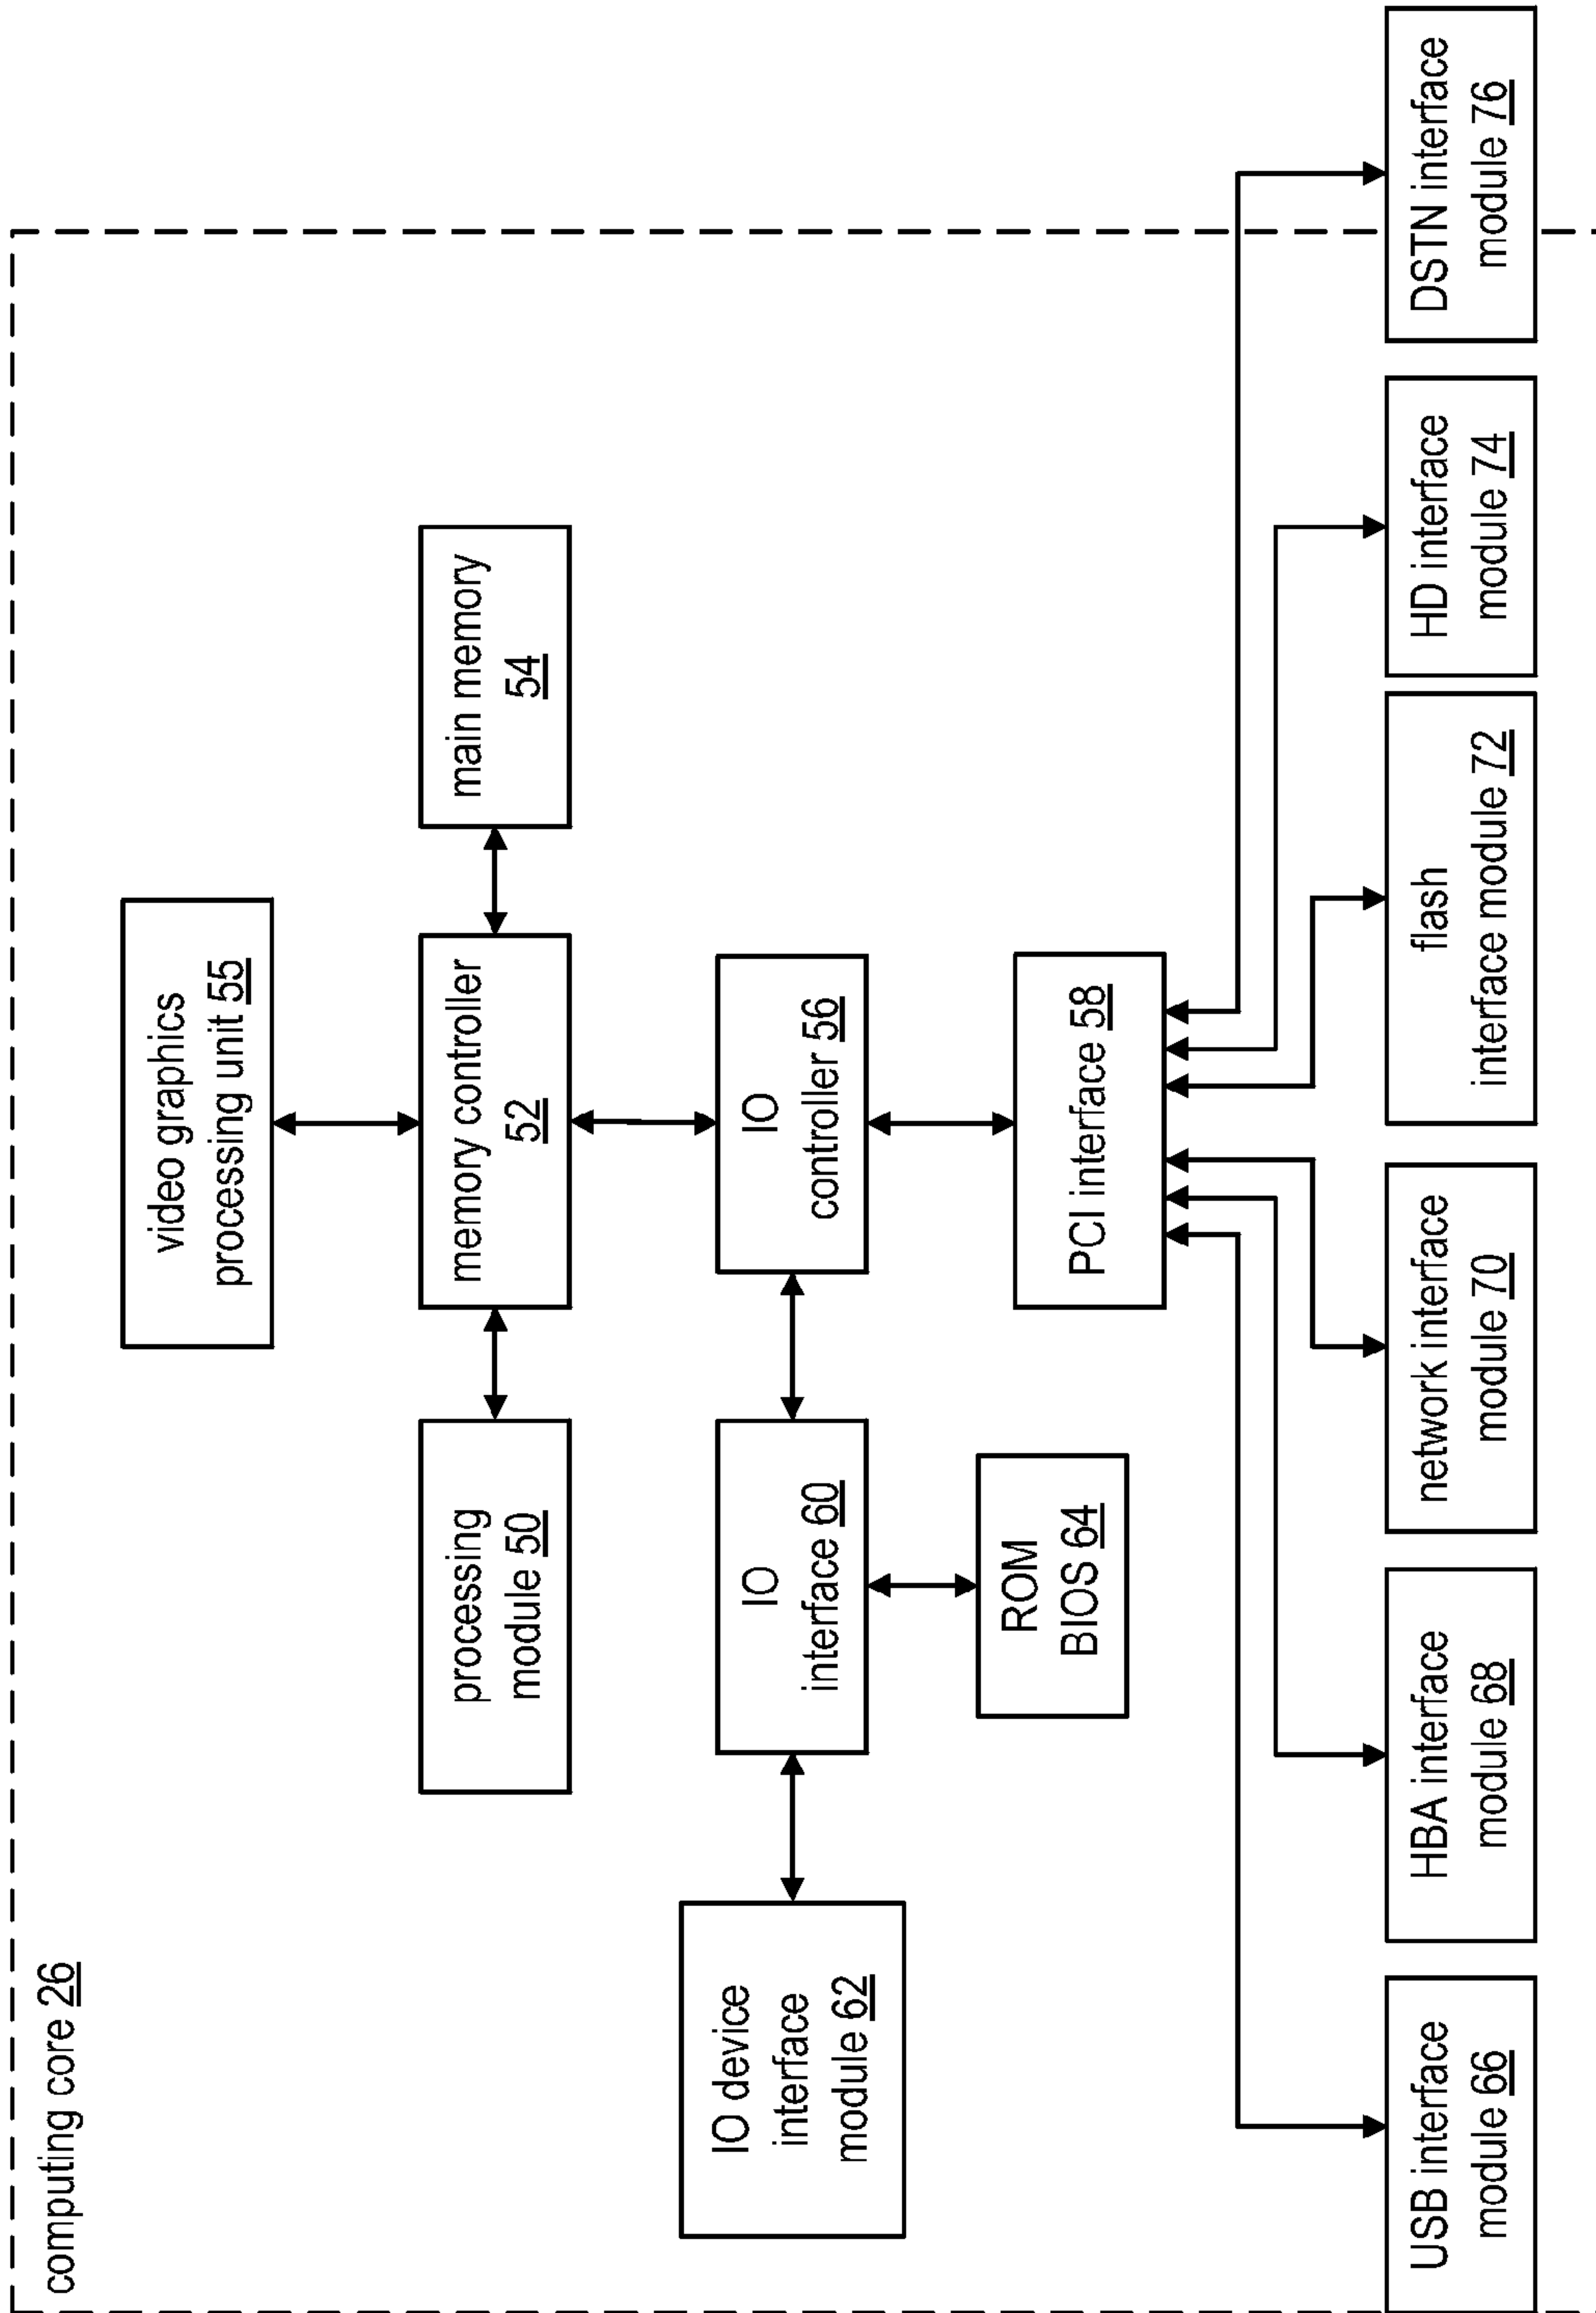 computing core 26
video graphics
processing unit 55
processing
module 50
memory controller
52
main memory
54
IO device
interface
module 62
IO
interface 60
IO
controller 56
ROM
BIOS 64
PCI interface 58
USB interface
module 66
HBA interface
module 68
network interface
module 70
flash
interface module 72
HD interface
module 74
DSTN interface
module 76